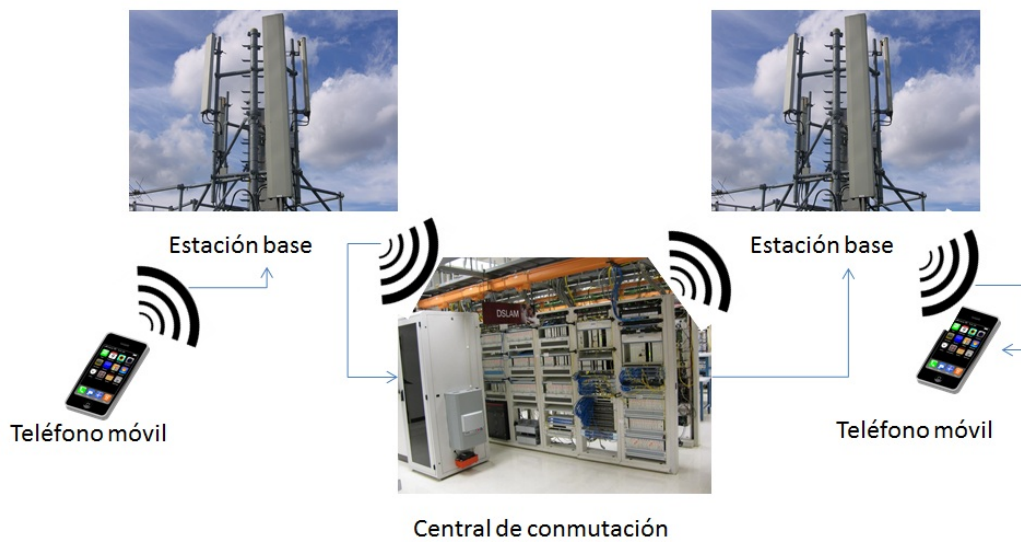 Estación base
Estación base
DSLAM
Teléfono móvil
Teléfono móvil
Central de conmutación